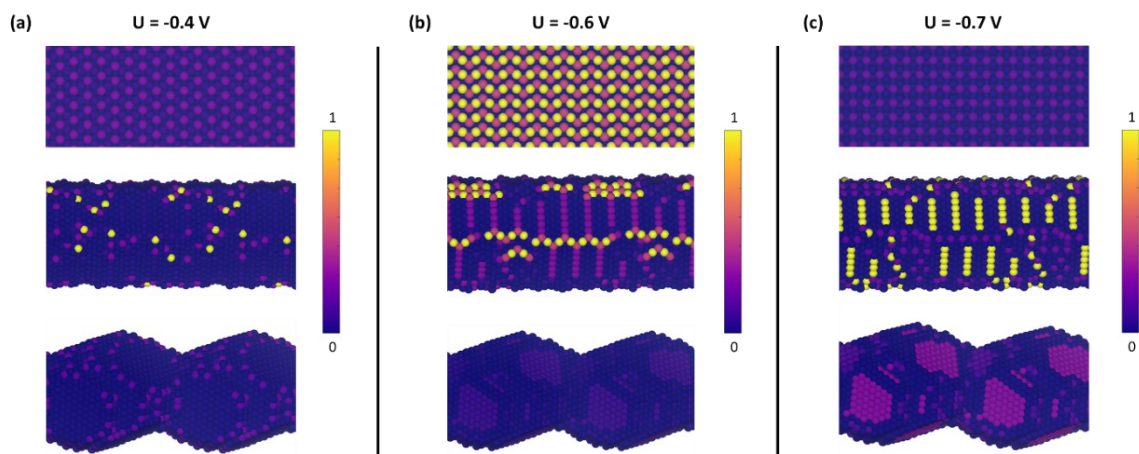 (a) U = -0.4 V
(b) U = -0.6 V
(c) U = -0.7 V
1
0
1
0
1
0